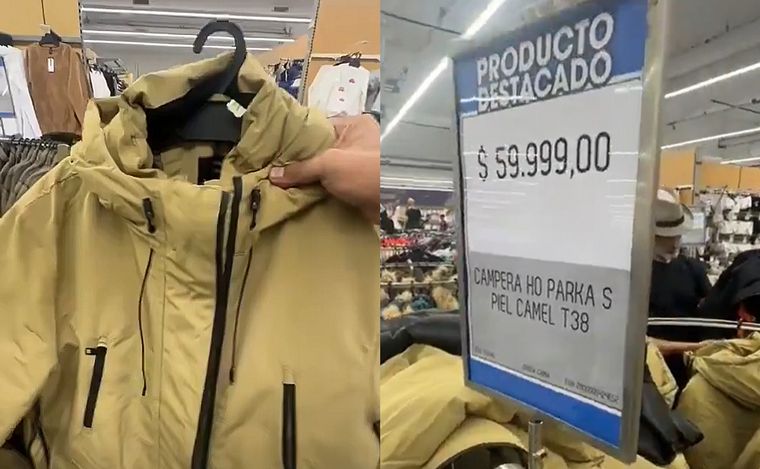 PRODUCTO
DESTACADO
$ 59.999,00
CAMPERA HO PARKA S
PIEL CAMEL T38